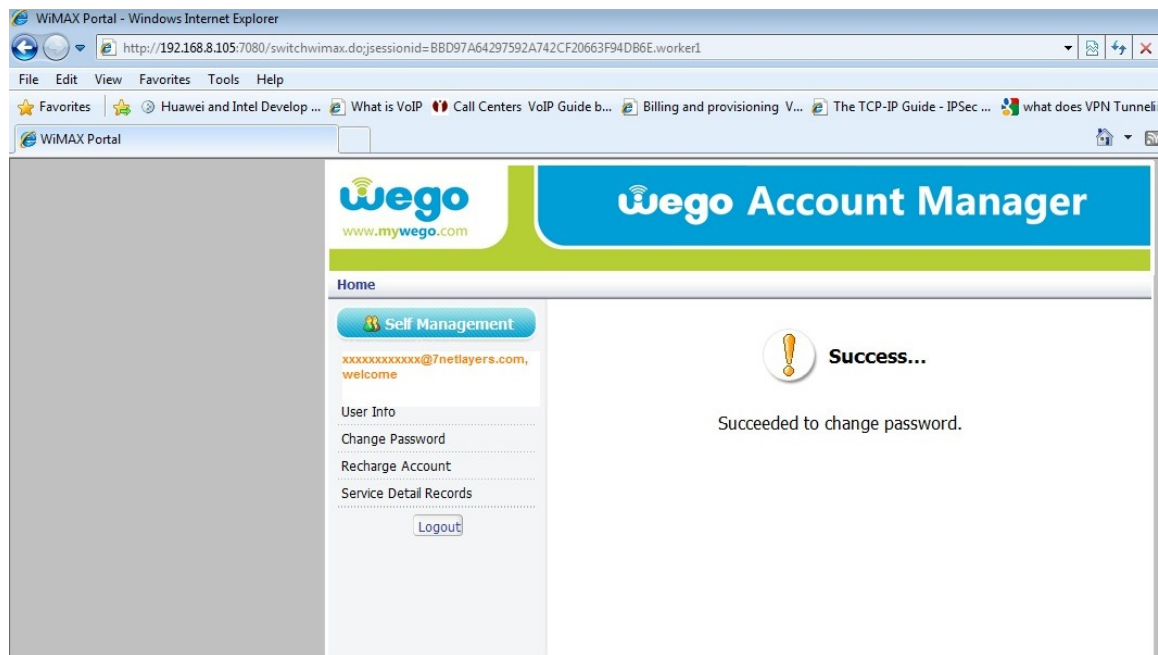 WiMAX Portal - Windows Internet Explorer
http://192.168.8.105:7080/switchwimax.do;jsessionid=BBD97A64297592A742CF20663F94DB6E.worker1
File Edit View Favorites Tools Help
Favorites Huawei and Intel Develop ... What is VoIP Call Centers VoIP Guide b... Billing and provisioning V... The TCP-IP Guide - IPSec ... what does VPN Tunneli
WiMAX Portal
wego
www.mywego.com
wego Account Manager
Home
Self Management
xxxxxxxxxxxx@7netlayers.com,
welcome
User Info
Change Password
Recharge Account
Service Detail Records
Logout
Success...
Succeeded to change password.